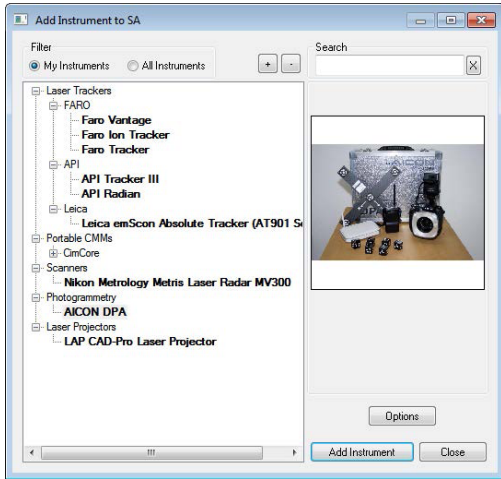 Add Instrument to SA
Filter
My Instruments
All Instruments
+
-
Search
X
Laser Trackers
FARO
Faro Vantage
Faro Ion Tracker
Faro Tracker
API
API Tracker III
API Radian
Leica
Leica emScon Absolute Tracker (AT901 Se
Portable CMMs
CimCore
Scanners
Nikon Metrology Metris Laser Radar MV300
Photogrammetry
AICON DPA
Laser Projectors
LAP CAD-Pro Laser Projector
AICON
Options
Add Instrument
Close